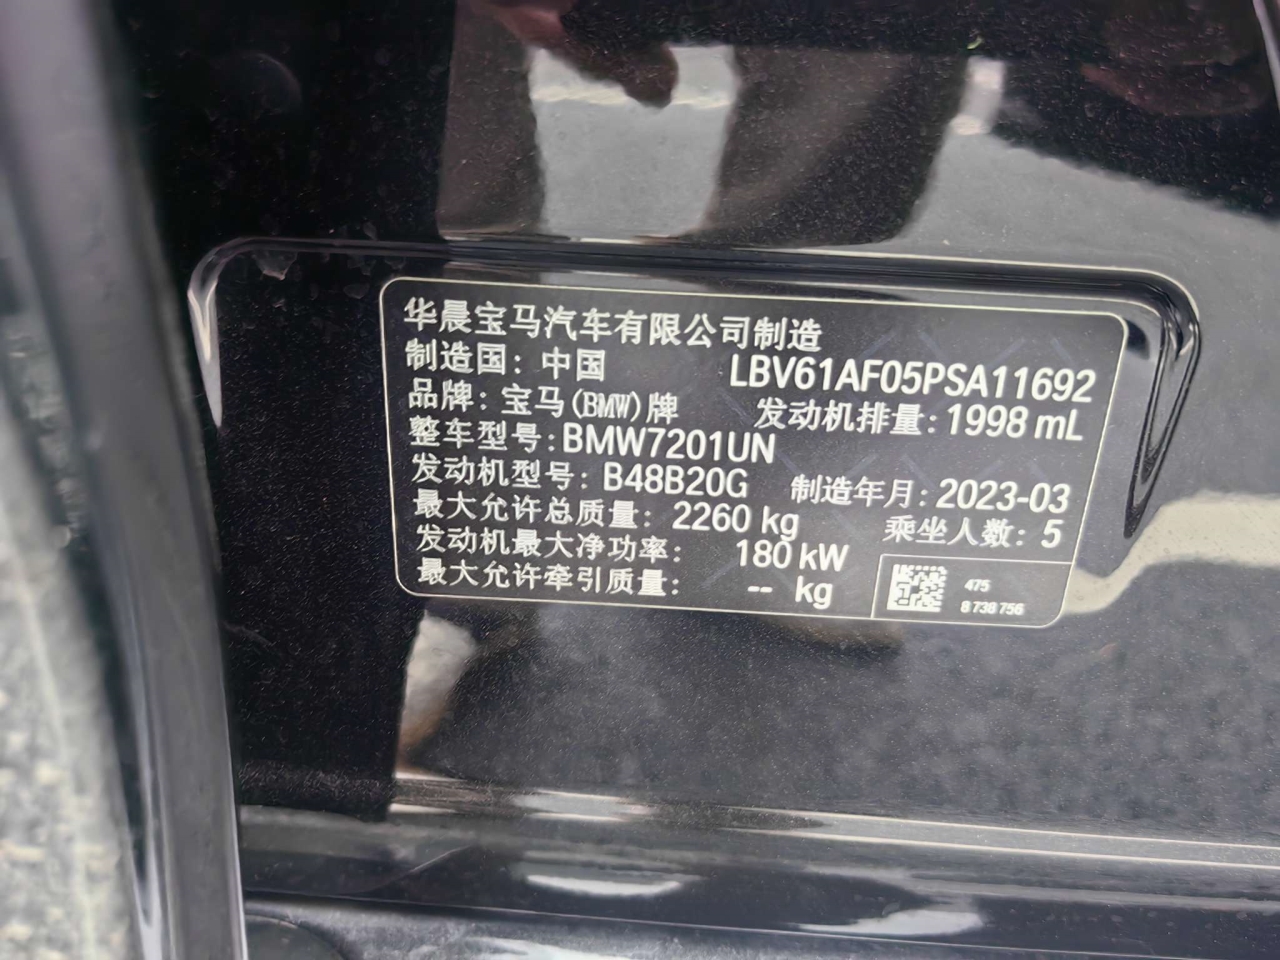 华晨宝马汽车有限公司制造
制造国：中国 LBV61AF05PSA11692
品牌：宝马(BMW)牌 发动机排量：1998 mL
整车型号：BMW7201UN
发动机型号：B48B20G 制造年月：2023-03
最大允许总质量：2260 kg 乘坐人数：5
发动机最大净功率：180 kW
最大允许牵引质量：-- kg
475
8 738 756